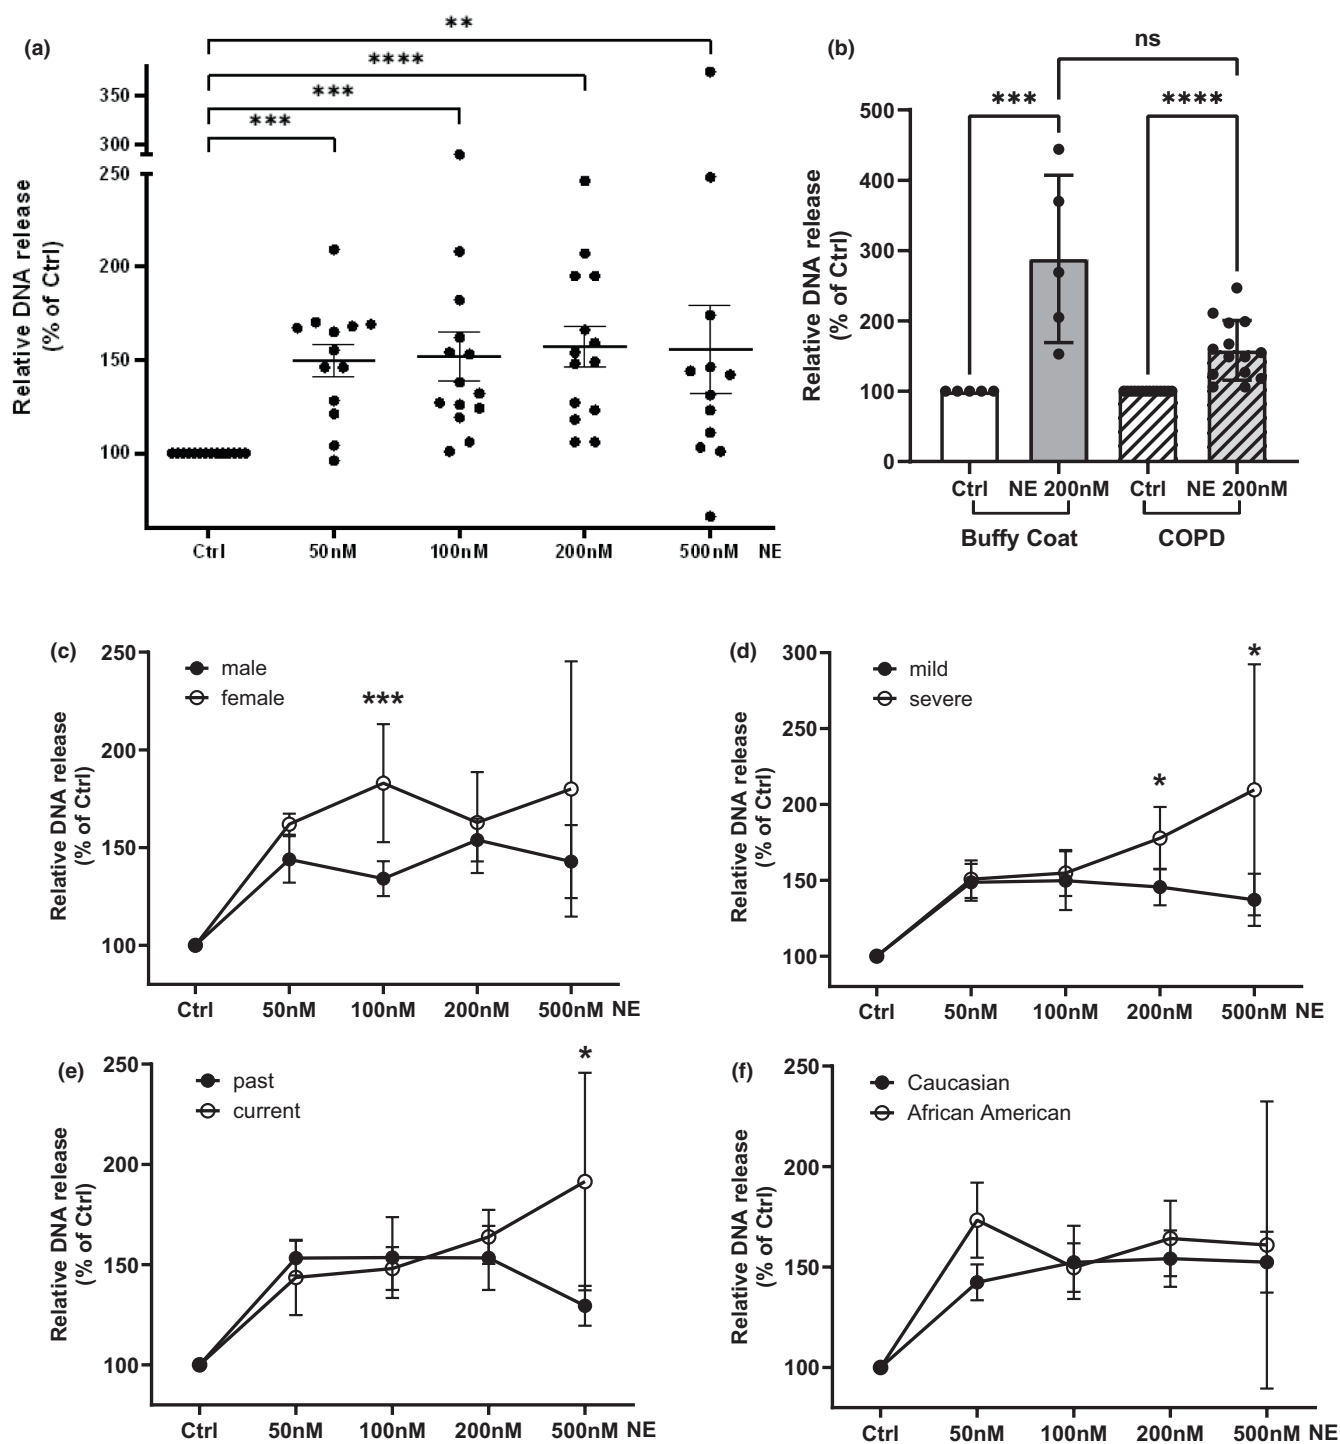 (a)
**
****
***
***
350
300
250
200
150
100
Relative DNA release
(% of Ctrl)
Ctrl 50nM 100nM 200nM 500nM NE
(b)
ns
*** ****
500
400
300
200
100
0
Relative DNA release
(% of Ctrl)
Ctrl NE 200nM Ctrl NE 200nM
Buffy Coat COPD
(c)
male
female
***
250
200
150
100
Relative DNA release
(% of Ctrl)
Ctrl 50nM 100nM 200nM 500nM NE
(d)
mild
severe
*
*
300
250
200
150
100
Relative DNA release
(% of Ctrl)
Ctrl 50nM 100nM 200nM 500nM NE
(e)
past
current
*
250
200
150
100
Relative DNA release
(% of Ctrl)
Ctrl 50nM 100nM 200nM 500nM NE
(f)
Caucasian
African American
250
200
150
100
Relative DNA release
(% of Ctrl)
Ctrl 50nM 100nM 200nM 500nM NE